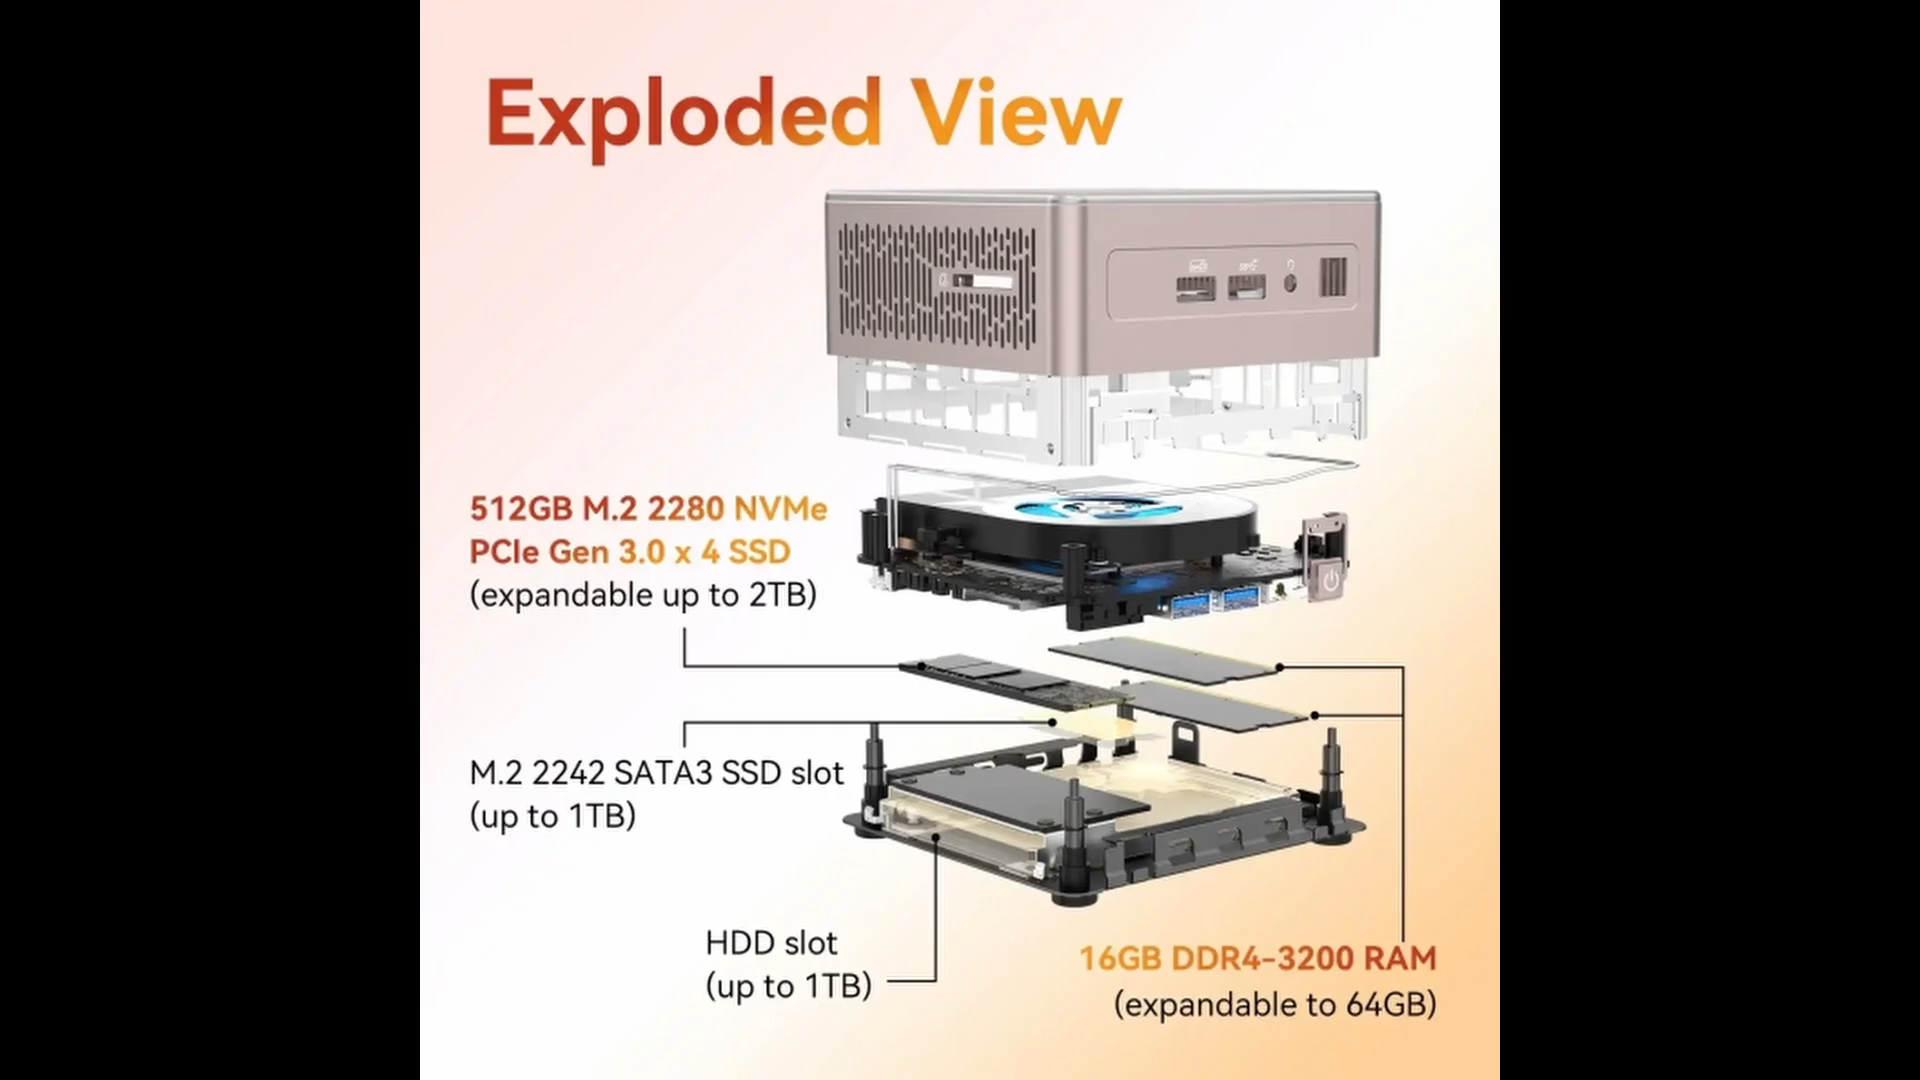 Exploded View
512GB M.2 2280 NVMe
PCIe Gen 3.0 x 4 SSD
(expandable up to 2TB)
M.2 2242 SATA3 SSD slot
(up to 1TB)
HDD slot
(up to 1TB)
16GB DDR4-3200 RAM
(expandable to 64GB)